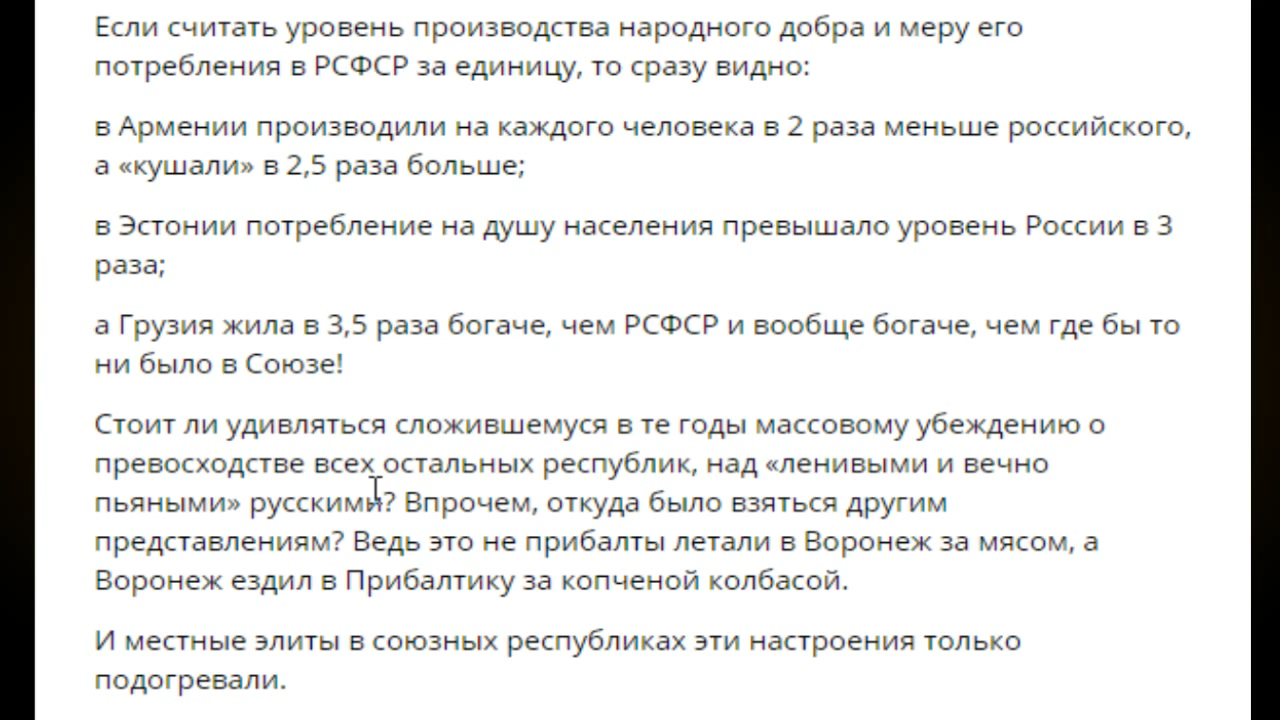 Если считать уровень производства народного добра и меру его
потребления в РСФСР за единицу, то сразу видно:
в Армении производили на каждого человека в 2 раза меньше российского,
а «кушали» в 2,5 раза больше;
в Эстонии потребление на душу населения превышало уровень России в 3
раза;
а Грузия жила в 3,5 раза богаче, чем РСФСР и вообще богаче, чем где бы то
ни было в Союзе!
Стоит ли удивляться сложившемуся в те годы массовому убеждению о
превосходстве всех остальных республик, над «ленивыми и вечно
пьяными» русскими? Впрочем, откуда было взяться другим
представлениям? Ведь это не прибалты летали в Воронеж за мясом, а
Воронеж ездил в Прибалтику за копченой колбасой.
И местные элиты в союзных республиках эти настроения только
подогревали.